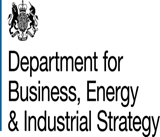 Department for
Business, Energy
& Industrial Strategy